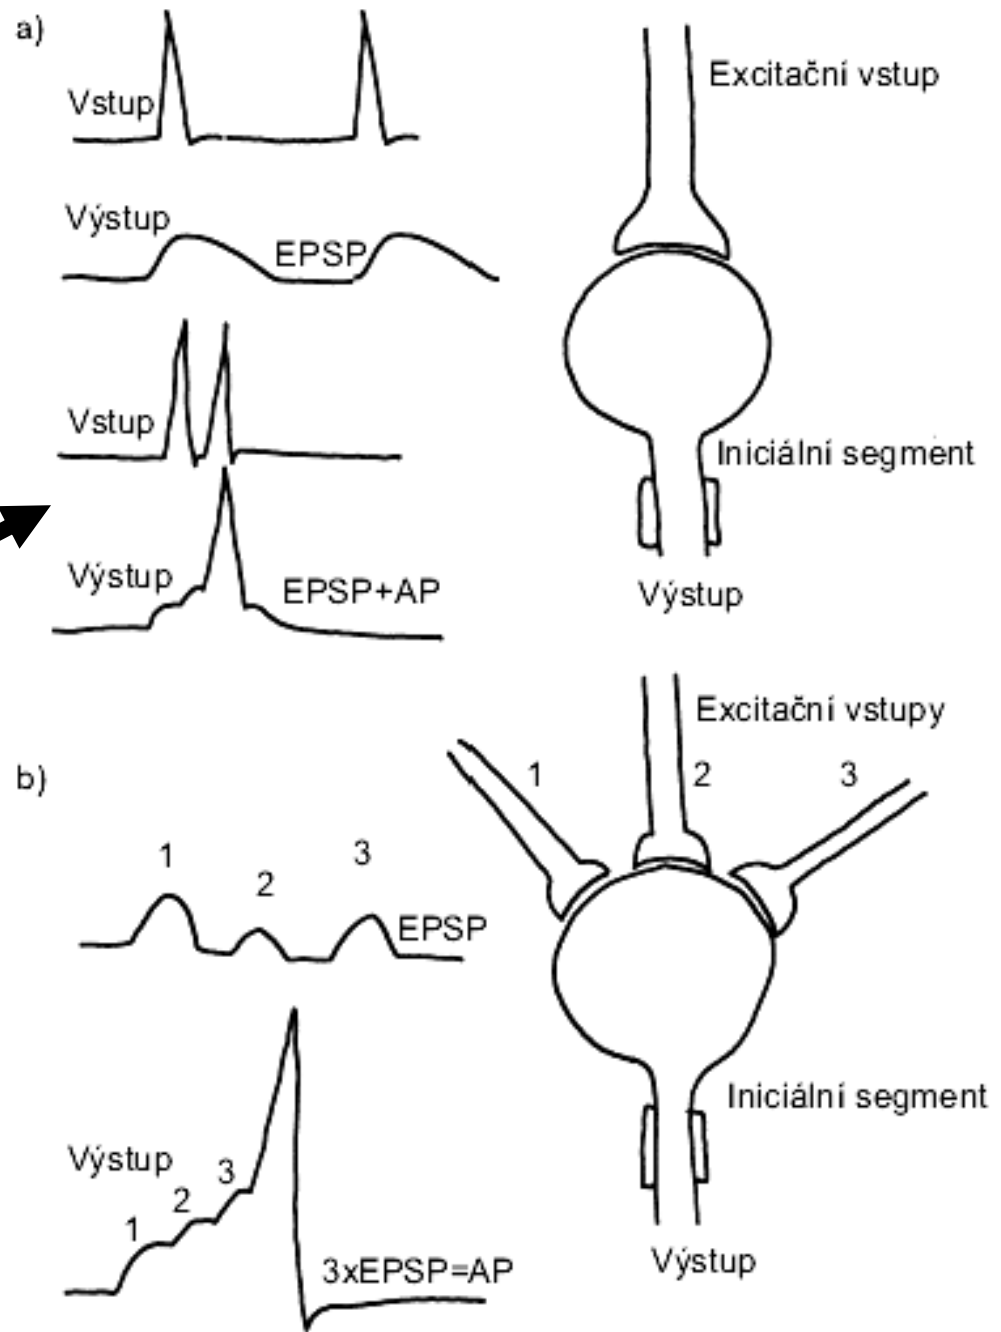 a)
Vstup
Excitační vstup
Výstup
EPSP
Vstup
Iniciální segment
Výstup
EPSP+AP
Výstup
Excitační vstupy
b)
1
2
3
1
2
3
EPSP
Iniciální segment
Výstup
1
2
3
3xEPSP=AP
Výstup